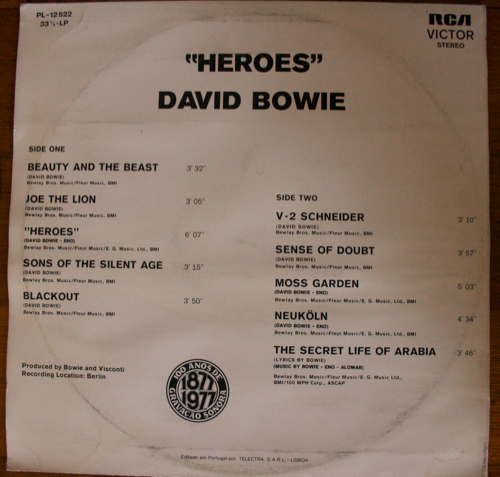 PL-12522
33⅓-LP
RCA
VICTOR
STEREO
"HEROES"
DAVID BOWIE
SIDE ONE
BEAUTY AND THE BEAST 3' 32"
(DAVID BOWIE)
Bewlay Bros. Music/Fleur Music, BMI
JOE THE LION 3' 05"
(DAVID BOWIE)
Bewlay Bros. Music/Fleur Music, BMI
"HEROES" 6' 07"
(DAVID BOWIE - ENO)
Bewlay Bros. Music/Fleur Music/E. G. Music, Ltd., BMI
SONS OF THE SILENT AGE 3' 15"
(DAVID BOWIE)
Bewlay Bros. Music/Fleur Music, BMI
BLACKOUT 3' 50"
(DAVID BOWIE)
Bewlay Bros. Music/Fleur Music, BMI
SIDE TWO
V-2 SCHNEIDER 3' 10"
(DAVID BOWIE)
Bewlay Bros. Music/Fleur Music, BMI
SENSE OF DOUBT 3' 57"
(DAVID BOWIE)
Bewlay Bros. Music/Fleur Music, BMI
MOSS GARDEN 5' 03"
(DAVID BOWIE - ENO)
Bewlay Bros. Music/Fleur Music/E. G. Music, Ltd., BMI
NEUKÖLN 4' 34"
(DAVID BOWIE - ENO)
Bewlay Bros. Music/Fleur Music/E. G. Music, Ltd., BMI
THE SECRET LIFE OF ARABIA 3' 46"
(LYRICS BY BOWIE)
(MUSIC BY BOWIE - ENO - ALOMAR)
Bewlay Bros. Music/Fleur Music/E. G. Music, Ltd.,
BMI/100 MPH Corp., ASCAP
Produced by Bowie and Visconti
Recording Location: Berlin
100 ANOS DE
1877
1977
GRAVAÇÃO SONORA
Editado em Portugal por: TELECTRA, S.A.R.L. - LISBOA